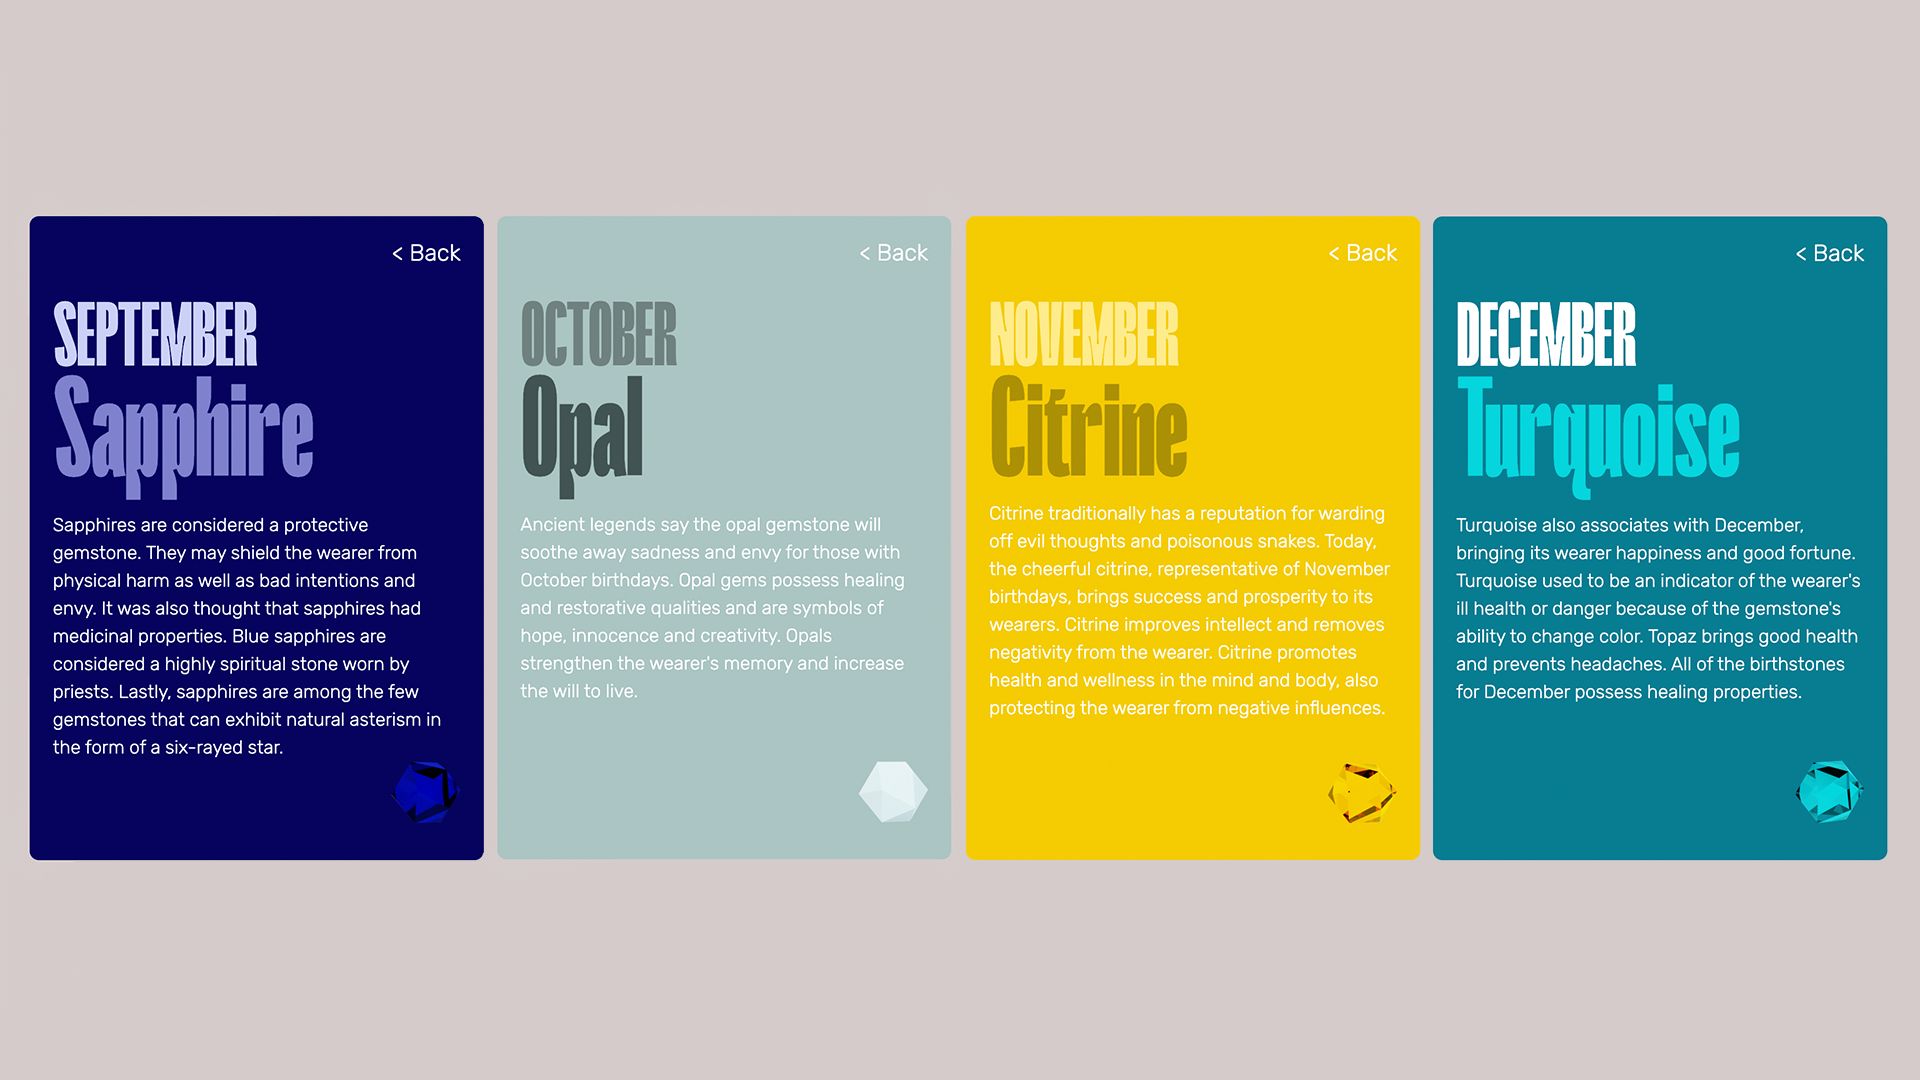 < Back
SEPTEMBER
Sapphire
Sapphires are considered a protective
gemstone. They may shield the wearer from
physical harm as well as bad intentions and
envy. It was also thought that sapphires had
medicinal properties. Blue sapphires are
considered a highly spiritual stone worn by
priests. Lastly, sapphires are among the few
gemstones that can exhibit natural asterism in
the form of a six-rayed star.
< Back
OCTOBER
Opal
Ancient legends say the opal gemstone will
soothe away sadness and envy for those with
October birthdays. Opal gems possess healing
and restorative qualities and are symbols of
hope, innocence and creativity. Opals
strengthen the wearer's memory and increase
the will to live.
< Back
NOVEMBER
Citrine
Citrine traditionally has a reputation for warding
off evil thoughts and poisonous snakes. Today,
the cheerful citrine, representative of November
birthdays, brings success and prosperity to its
wearers. Citrine improves intellect and removes
negativity from the wearer. Citrine promotes
health and wellness in the mind and body, also
protecting the wearer from negative influences.
< Back
DECEMBER
Turquoise
Turquoise also associates with December,
bringing its wearer happiness and good fortune.
Turquoise used to be an indicator of the wearer's
ill health or danger because of the gemstone's
ability to change color. Topaz brings good health
and prevents headaches. All of the birthstones
for December possess healing properties.